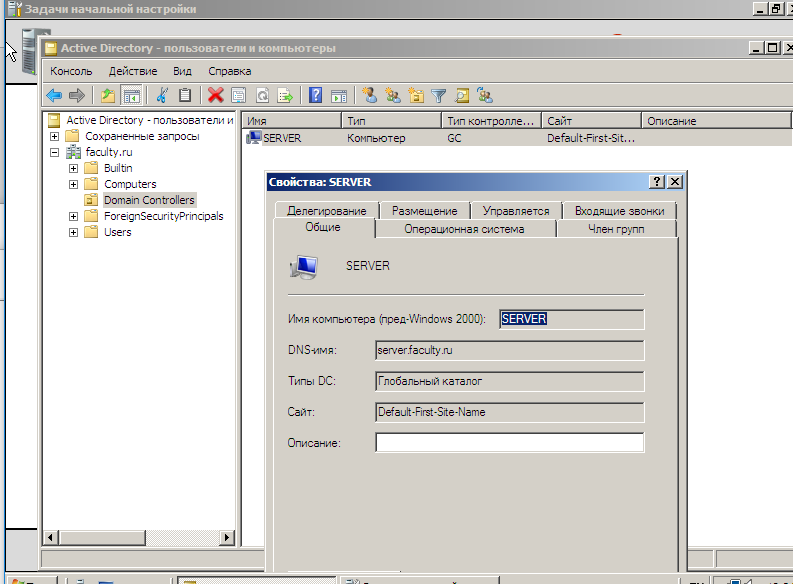 Задачи начальной настройки
Active Directory - пользователи и компьютеры
Консоль Действие Вид Справка
Active Directory - пользователи и
Сохраненные запросы
faculty.ru
Builtin
Computers
Domain Controllers
ForeignSecurityPrincipals
Users
Имя Тип Тип контролле... Сайт Описание
SERVER Компьютер GC Default-First-Sit...
Свойства: SERVER
Делегирование Размещение Управляется Входящие звонки
Общие Операционная система Член групп
SERVER
Имя компьютера (пред-Windows 2000): SERVER
DNS-имя: server.faculty.ru
Типы DC: Глобальный каталог
Сайт: Default-First-Site-Name
Описание: